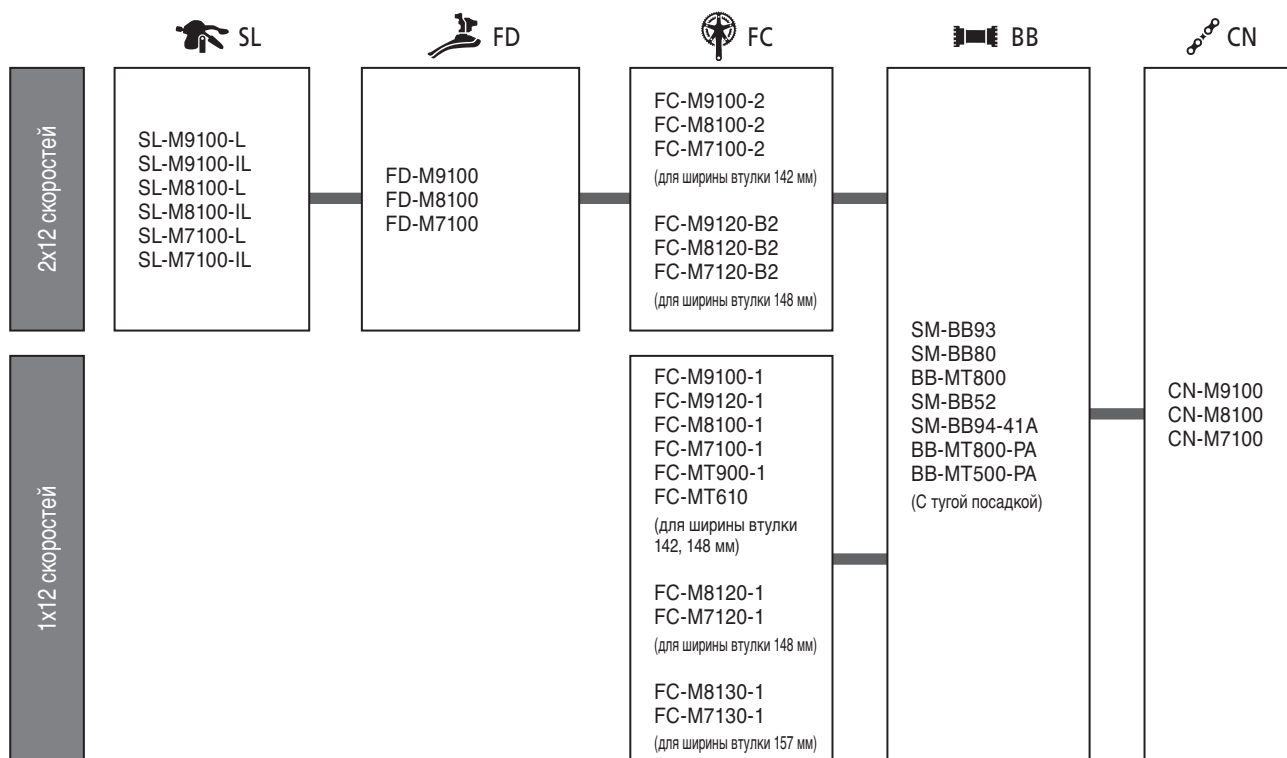 SL
FD
FC
BB
CN
2x12 скоростей
SL-M9100-L
SL-M9100-IL
SL-M8100-L
SL-M8100-IL
SL-M7100-L
SL-M7100-IL
FD-M9100
FD-M8100
FD-M7100
FC-M9100-2
FC-M8100-2
FC-M7100-2
(для ширины втулки 142 мм)
FC-M9120-B2
FC-M8120-B2
FC-M7120-B2
(для ширины втулки 148 мм)
1x12 скоростей
FC-M9100-1
FC-M9120-1
FC-M8100-1
FC-M7100-1
FC-MT900-1
FC-MT610
(для ширины втулки
142, 148 мм)
FC-M8120-1
FC-M7120-1
(для ширины втулки 148 мм)
FC-M8130-1
FC-M7130-1
(для ширины втулки 157 мм)
SM-BB93
SM-BB80
BB-MT800
SM-BB52
SM-BB94-41A
BB-MT800-PA
BB-MT500-PA
(С тугой посадкой)
CN-M9100
CN-M8100
CN-M7100